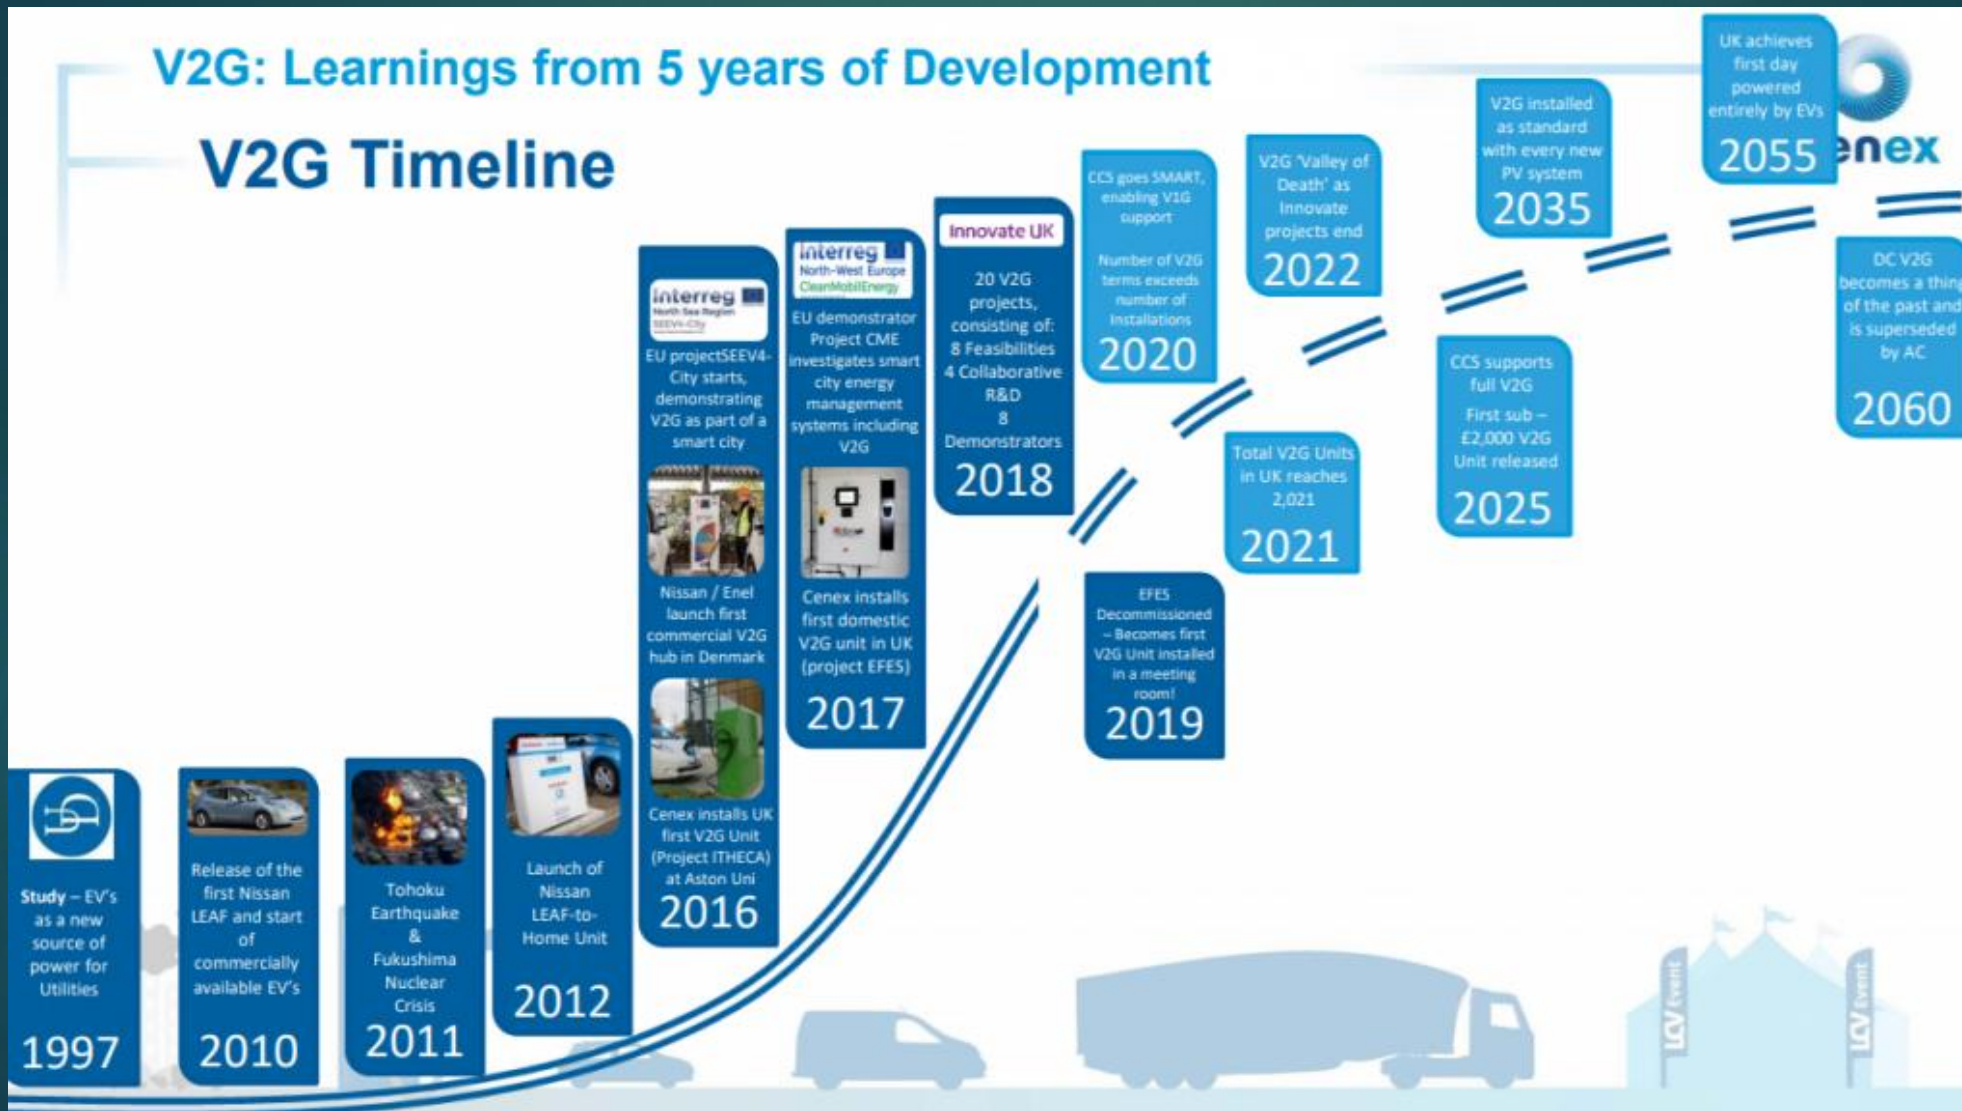 V2G: Learnings from 5 years of Development
V2G Timeline
Study – EV's
as a new
source of
power for
Utilities
1997
Release of the
first Nissan
LEAF and start
of
commercially
available EV's
2010
Tohoku
Earthquake
&
Fukushima
Nuclear
Crisis
2011
Launch of
Nissan
LEAF-to-
Home Unit
2012
Interreg
North Sea Region
SEEV4-City
EU projectSEEV4-
City starts,
demonstrating
V2G as part of a
smart city
Nissan / Enel
launch first
commercial V2G
hub in Denmark
Cenex installs UK
first V2G Unit
(Project ITHECA)
at Aston Uni
2016
Interreg
North-West Europe
CleanMobilEnergy
EU demonstrator
Project CME
investigates smart
city energy
management
systems including
V2G
Cenex installs
first domestic
V2G unit in UK
(project EFES)
2017
Innovate UK
20 V2G
projects,
consisting of:
8 Feasibilities
4 Collaborative
R&D
8
Demonstrators
2018
EFES
Decommissioned
– Becomes first
V2G Unit installed
in a meeting
room!
2019
CCS goes SMART,
enabling V1G
support
Number of V2G
terms exceeds
number of
Installations
2020
Total V2G Units
in UK reaches
2,021
2021
V2G 'Valley of
Death' as
Innovate
projects end
2022
CCS supports
full V2G
First sub –
£2,000 V2G
Unit released
2025
V2G installed
as standard
with every new
PV system
2035
UK achieves
first day
powered
entirely by EVs
2055
enex
DC V2G
becomes a thing
of the past and
is superseded
by AC
2060
LCV Event
LCV Event